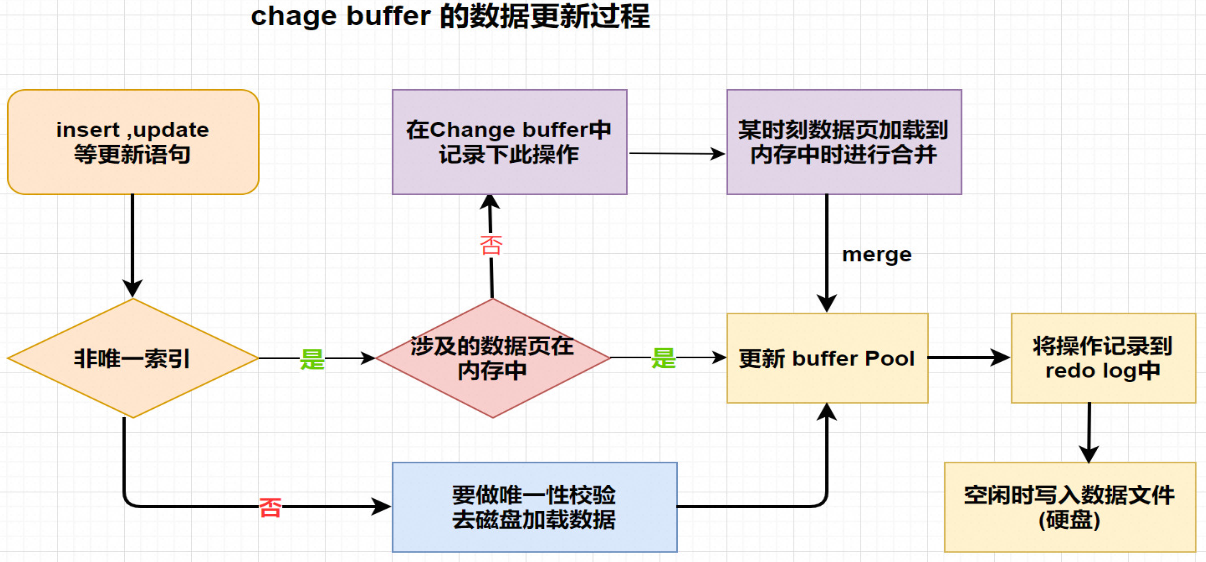 chage buffer 的数据更新过程
insert ,update
等更新语句
在Change buffer中
记录下此操作
某时刻数据页加载到
内存中时进行合并
否
merge
非唯一索引
是
涉及的数据页在
内存中
是
更新 buffer Pool
将操作记录到
redo log中
否
要做唯一性校验
去磁盘加载数据
空闲时写入数据文件
(硬盘)